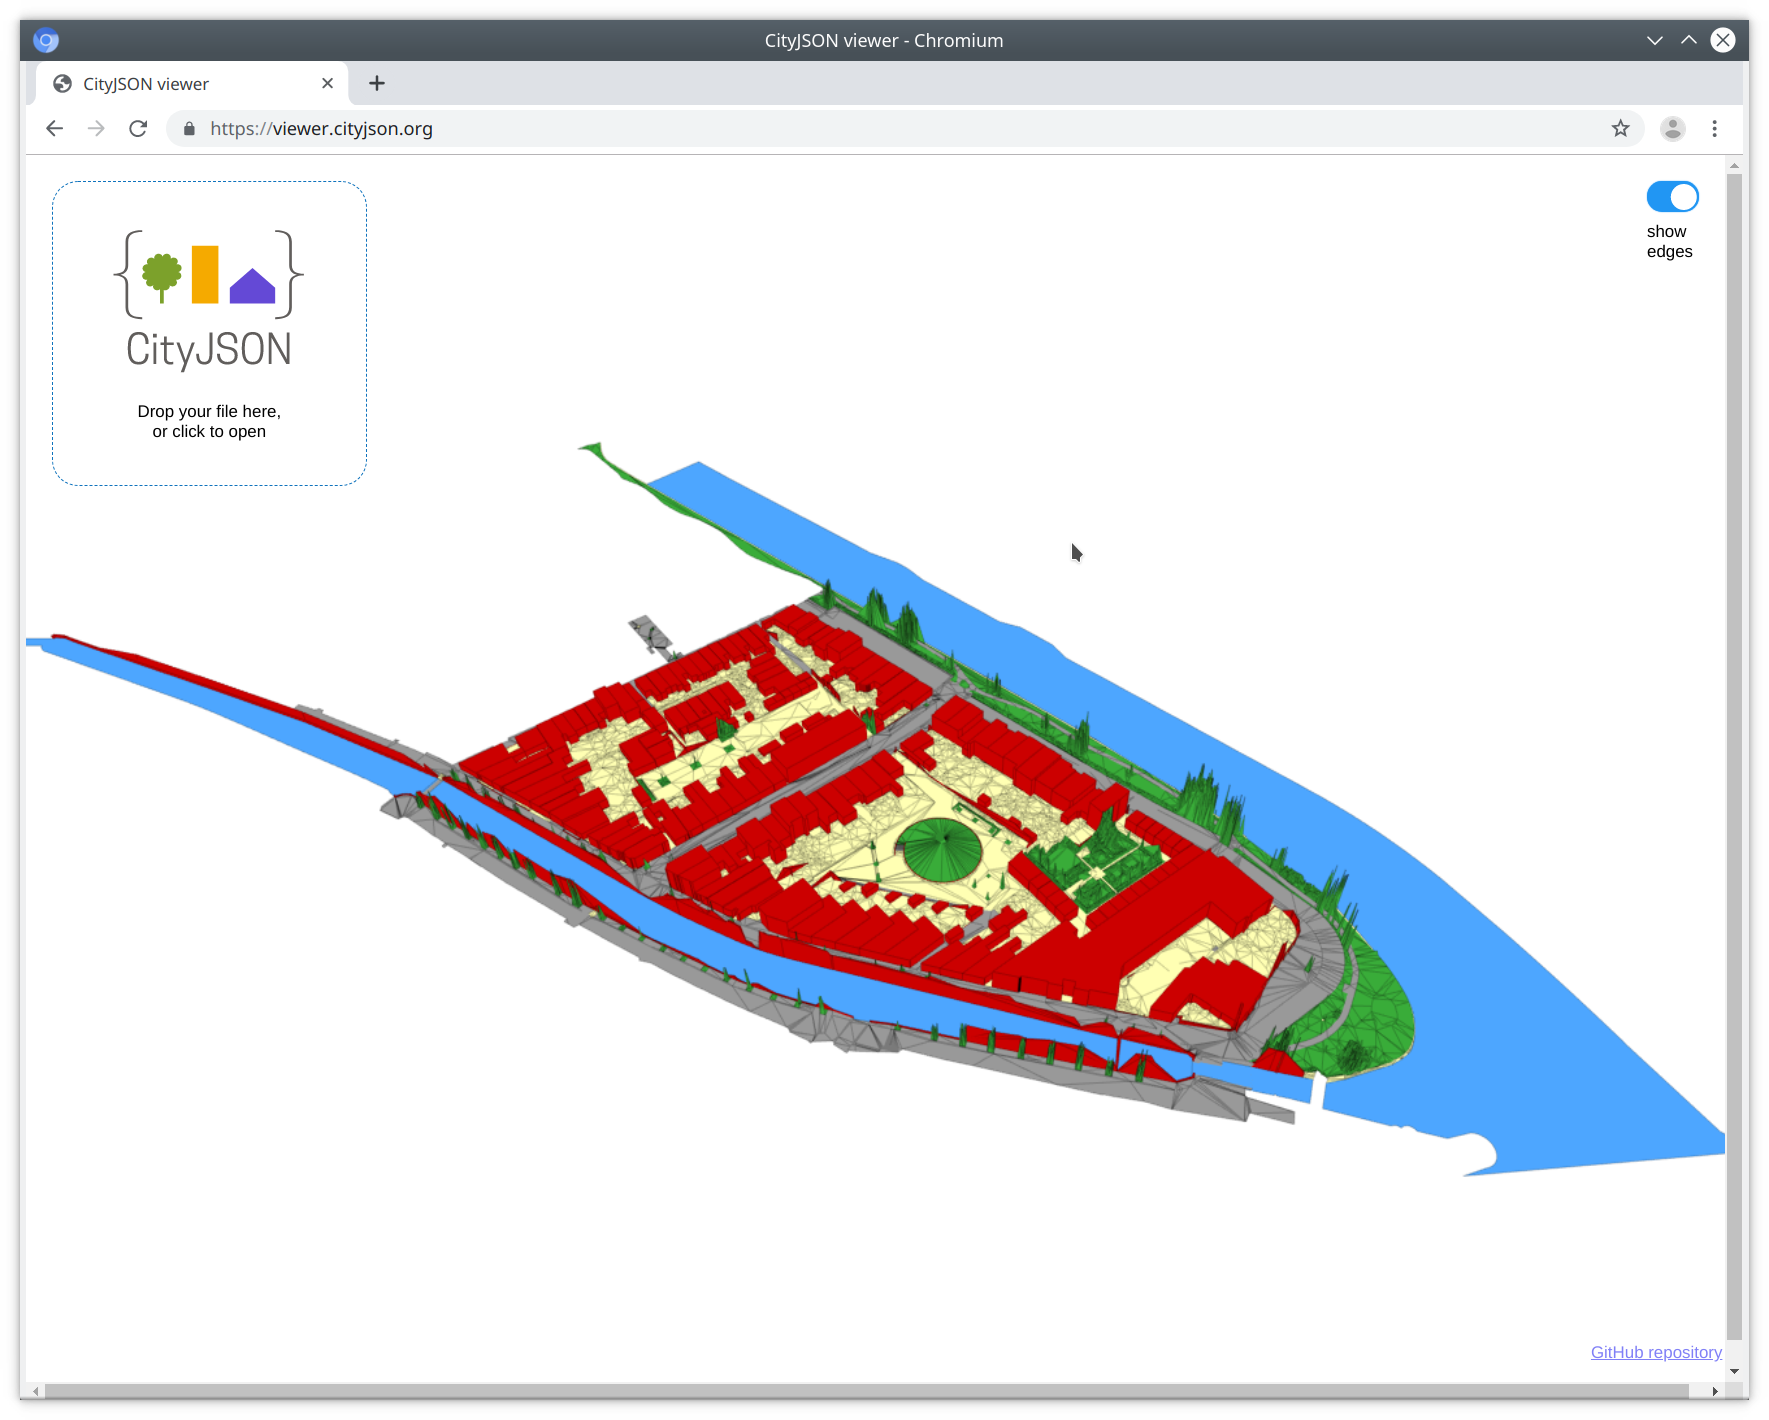 CityJSON viewer - Chromium
CityJSON viewer
https://viewer.cityjson.org
show
edges
CityJSON
Drop your file here,
or click to open
GitHub repository